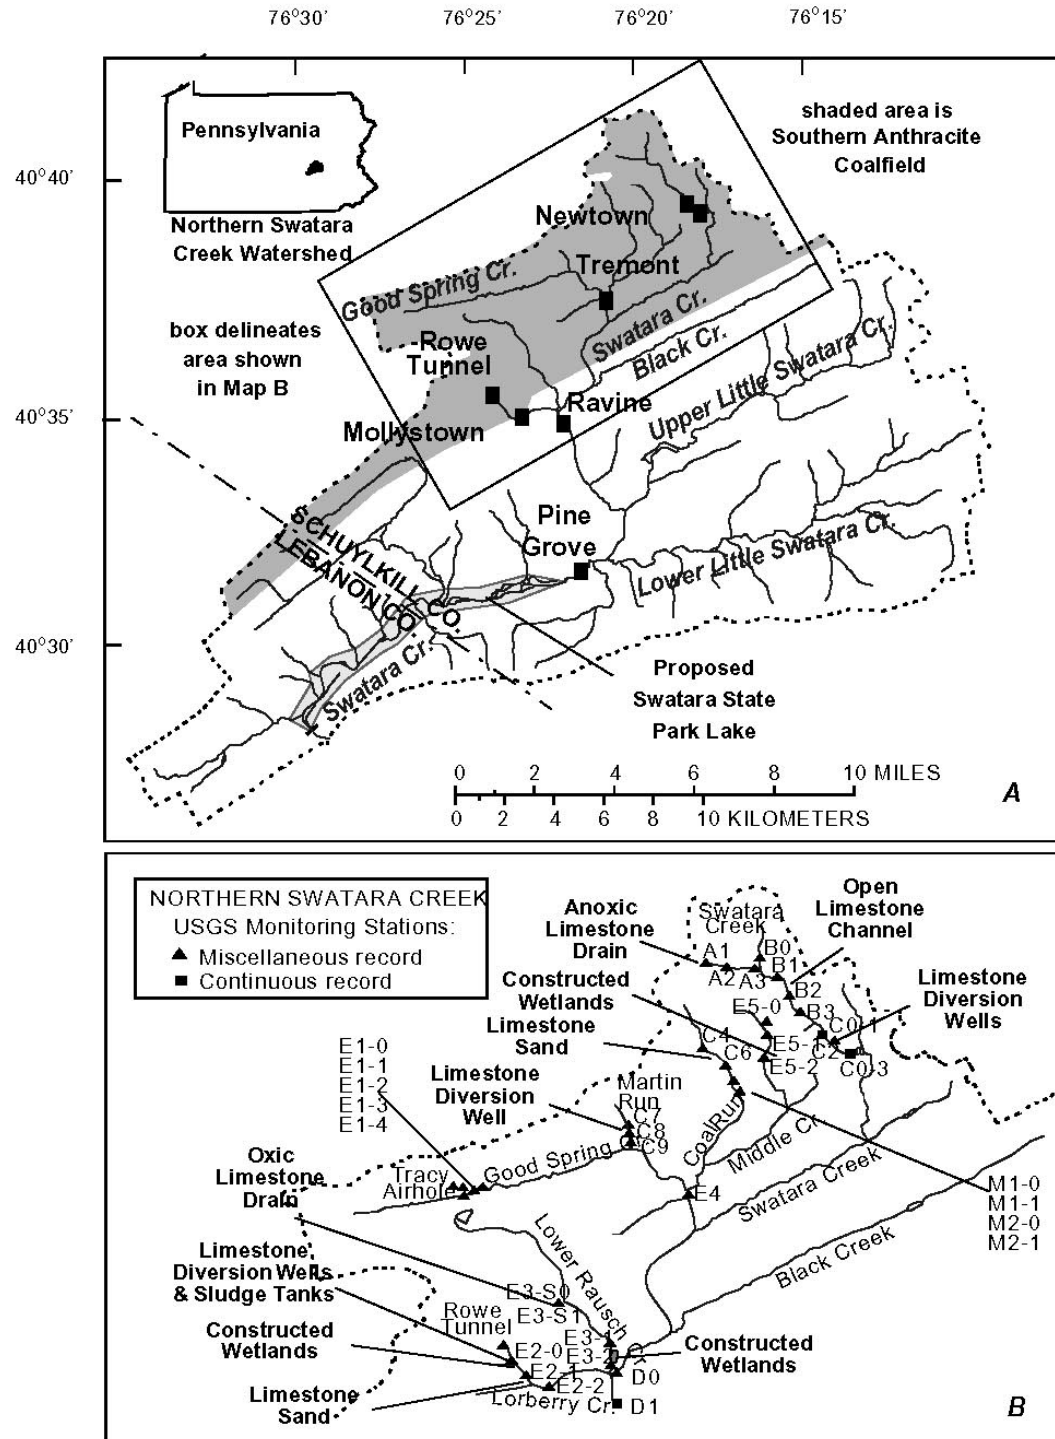 76°30' 76°25' 76°20' 76°15'
Pennsylvania
shaded area is
Southern Anthracite
Coalfield
40°40'
Northern Swatara
Creek Watershed
Newtown
Tremont
Good Spring Cr.
Swatara Cr.
Black Cr.
box delineates
area shown
in Map B
Rowe
Tunnel
Upper Little Swatara Cr.
40°35'
Ravine
Mollystown
Pine
Grove
SCHUYLKILL CO.
LEBANON CO.
Lower Little Swatara Cr.
40°30'
Swatara Cr.
Proposed
Swatara State
Park Lake
0 2 4 6 8 10 MILES
0 2 4 6 8 10 KILOMETERS
A
NORTHERN SWATARA CREEK
USGS Monitoring Stations:
Miscellaneous record
Continuous record
Anoxic
Limestone
Drain
Swatara
Creek
Open
Limestone
Channel
A1
A2
A3
B0
B1
B2
B3
Constructed
Wetlands
Limestone
Diversion
Wells
E5-0
E5-1
E5-2
C0-1
C2
C0-3
Limestone
Sand
C4
C6
E1-0
E1-1
E1-2
E1-3
E1-4
Limestone
Diversion
Well
Martin
Run
C7
C8
C9
Coal Run
Middle Cr
Oxic
Limestone
Drain
Tracy
Airhole
Good Spring C
E4
Swatara Creek
M1-0
M1-1
M2-0
M2-1
Black Creek
Lower Rausch Cr
Limestone
Diversion Wells
& Sludge Tanks
E3-S0
E3-S1
Rowe
Tunnel
E3-1
E3-2
Constructed
Wetlands
Constructed
Wetlands
E2-0
E2-1
E2-2
D0
Limestone
Sand
Lorberry Cr.
D1
B